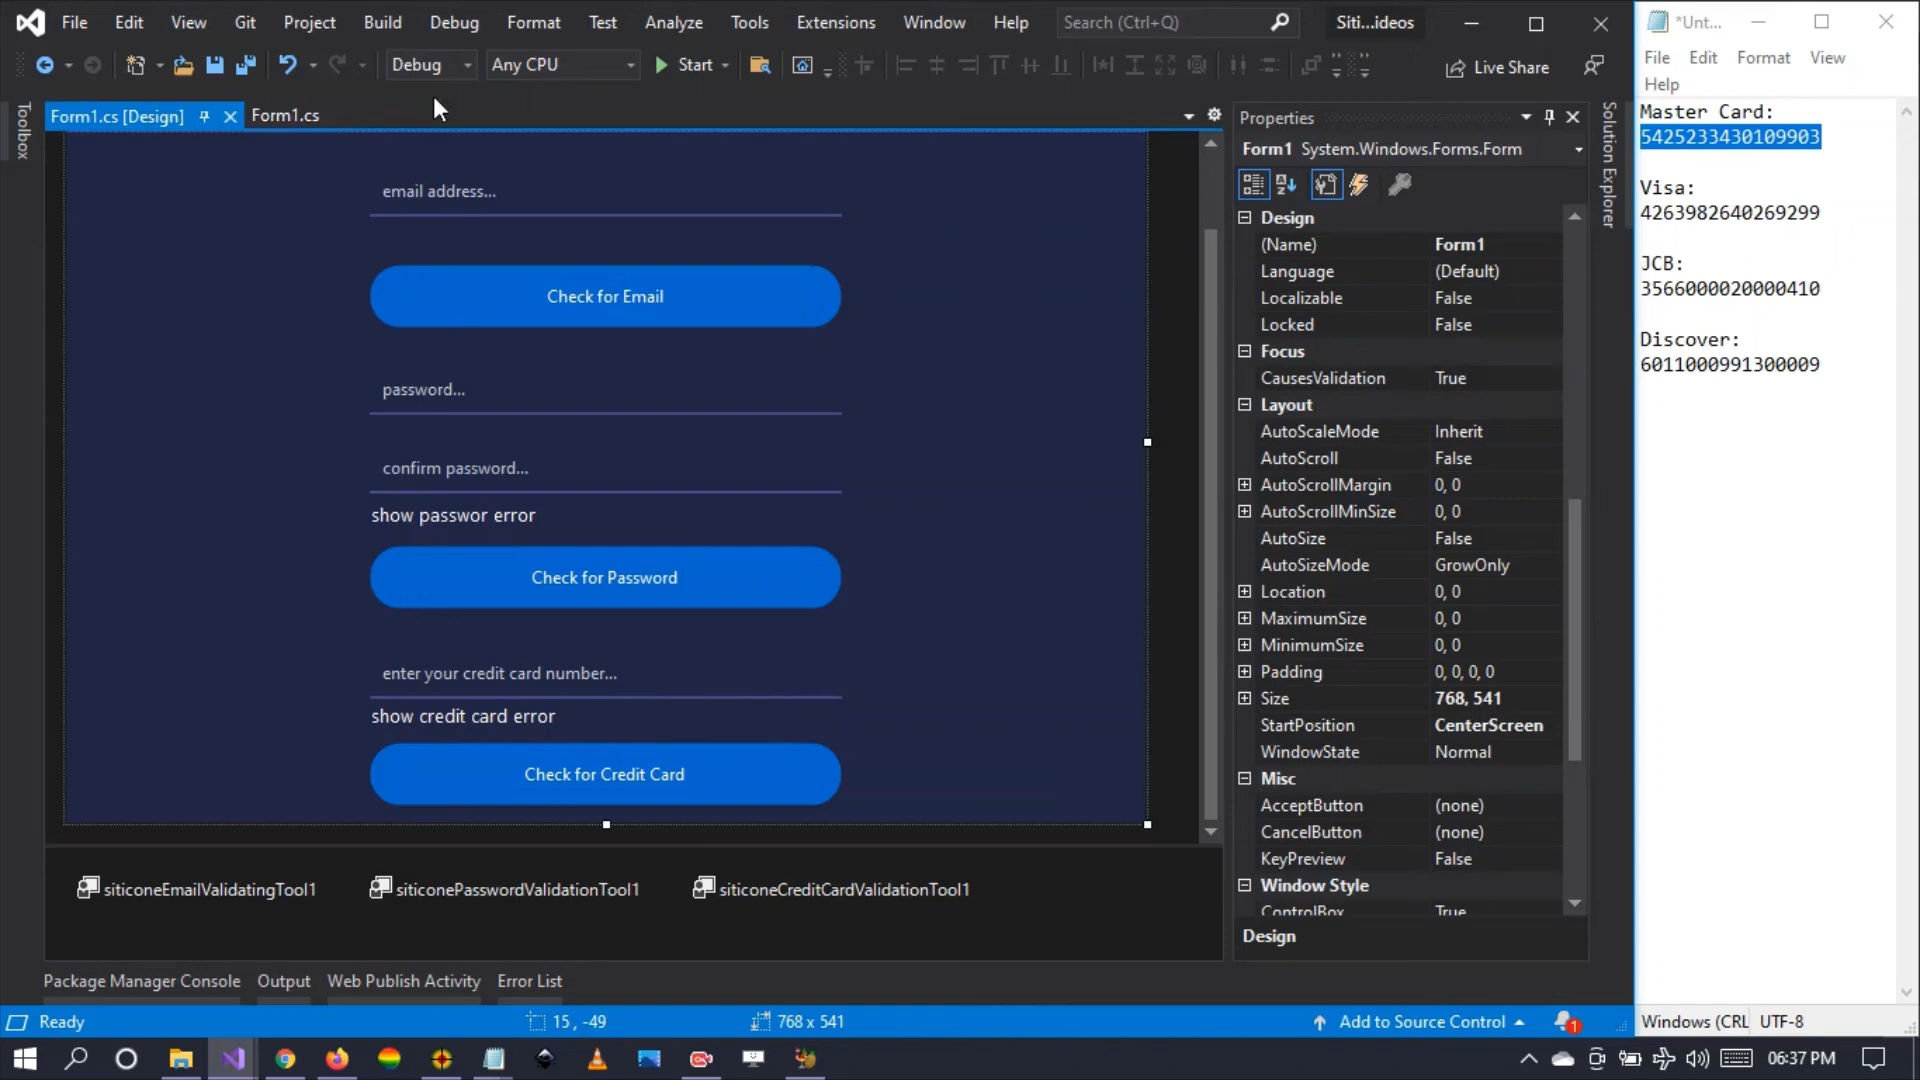 File Edit View Git Project Build Debug Format Test Analyze Tools Extensions Window Help Search (Ctrl+Q) Siti...ideos
Debug Any CPU Start Live Share
Toolbox
Form1.cs [Design] Form1.cs
email address...
Check for Email
password...
confirm password...
show passwor error
Check for Password
enter your credit card number...
show credit card error
Check for Credit Card
siticoneEmailValidatingTool1 siticonePasswordValidationTool1 siticoneCreditCardValidationTool1
Properties
Form1 System.Windows.Forms.Form
Design
(Name) Form1
Language (Default)
Localizable False
Locked False
Focus
CausesValidation True
Layout
AutoScaleMode Inherit
AutoScroll False
AutoScrollMargin 0, 0
AutoScrollMinSize 0, 0
AutoSize False
AutoSizeMode GrowOnly
Location 0, 0
MaximumSize 0, 0
MinimumSize 0, 0
Padding 0, 0, 0, 0
Size 768, 541
StartPosition CenterScreen
WindowState Normal
Misc
AcceptButton (none)
CancelButton (none)
KeyPreview False
Window Style
ControlBox True
Design
Solution Explorer
Package Manager Console Output Web Publish Activity Error List
Ready 15 , -49 768 x 541 Add to Source Control 1
*Unt...
File Edit Format View
Help
Master Card:
5425233430109903
Visa:
4263982640269299
JCB:
3566000020000410
Discover:
6011000991300009
Windows (CRL UTF-8
06:37 PM